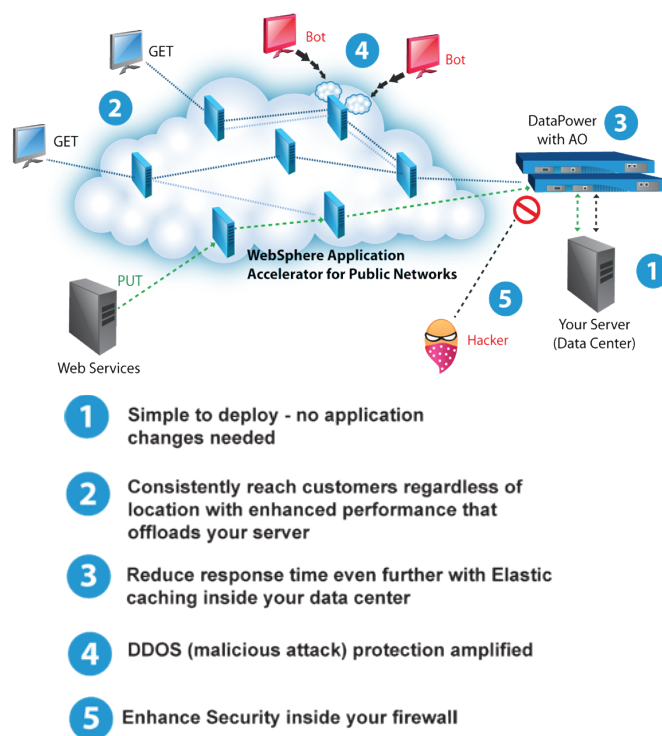 GET
Bot
4
Bot
2
DataPower
with AO
3
GET
WebSphere Application
Accelerator for Public Networks
1
PUT
5
Hacker
Your Server
(Data Center)
Web Services
1
Simple to deploy - no application
changes needed
2
Consistently reach customers regardless of
location with enhanced performance that
offloads your server
3
Reduce response time even further with Elastic
caching inside your data center
4
DDOS (malicious attack) protection amplified
5
Enhance Security inside your firewall